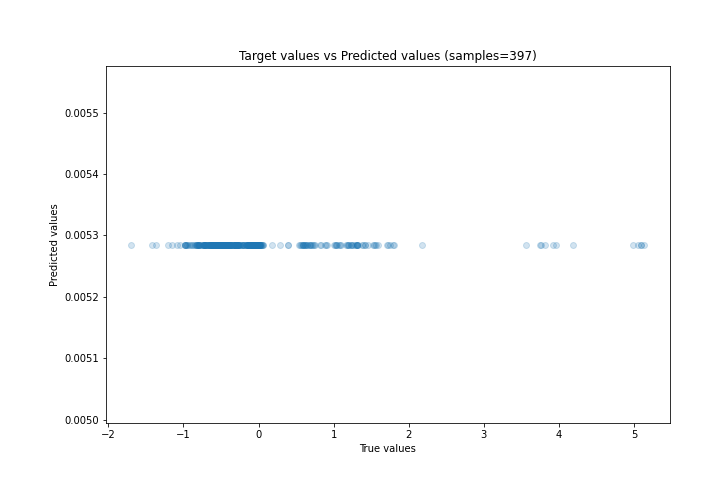 Target values vs Predicted values (samples=397)
0.0055
0.0054
0.0053
0.0052
0.0051
0.0050
Predicted values
−2 −1 0 1 2 3 4 5
True values